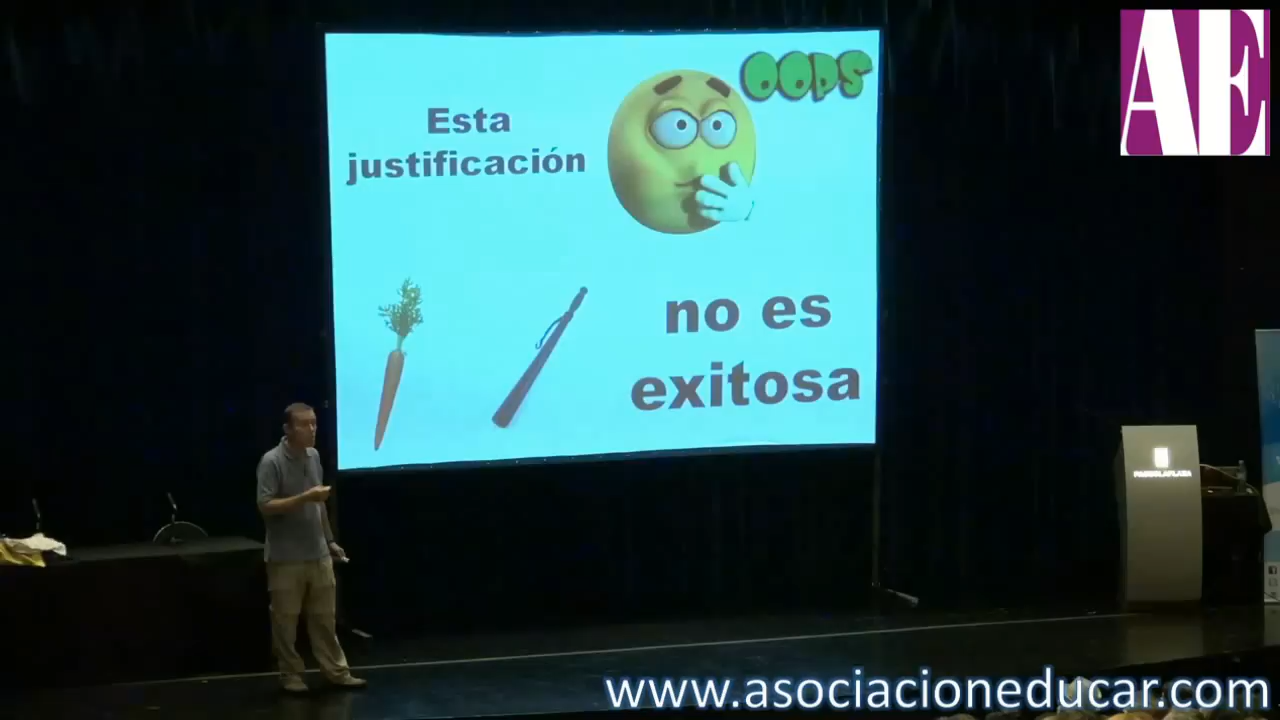 AE
OOPS
Esta
justificación
no es
exitosa
www.asociacioneducar.com